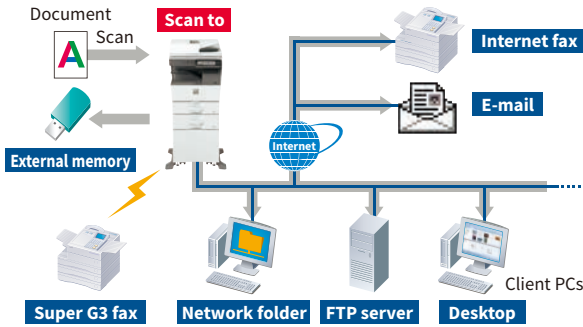 Document
Scan
Scan to
A
Internet fax
E-mail
External memory
Internet
Client PCs
Super G3 fax
Network folder
FTP server
Desktop